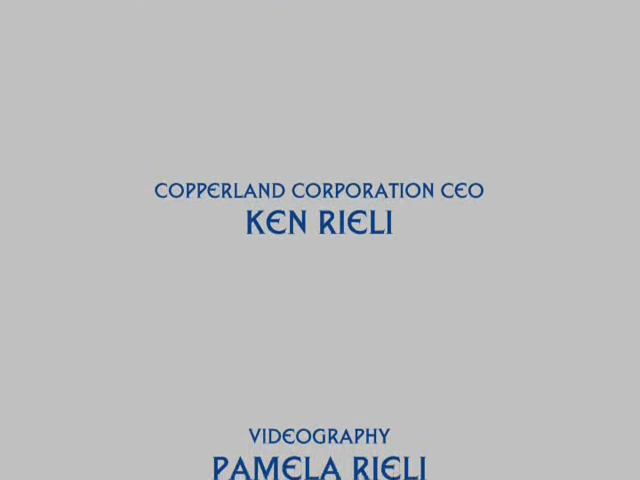 COPPERLAND CORPORATION CEO
KEN RIELI
VIDEOGRAPHY
PAMELA RIELI